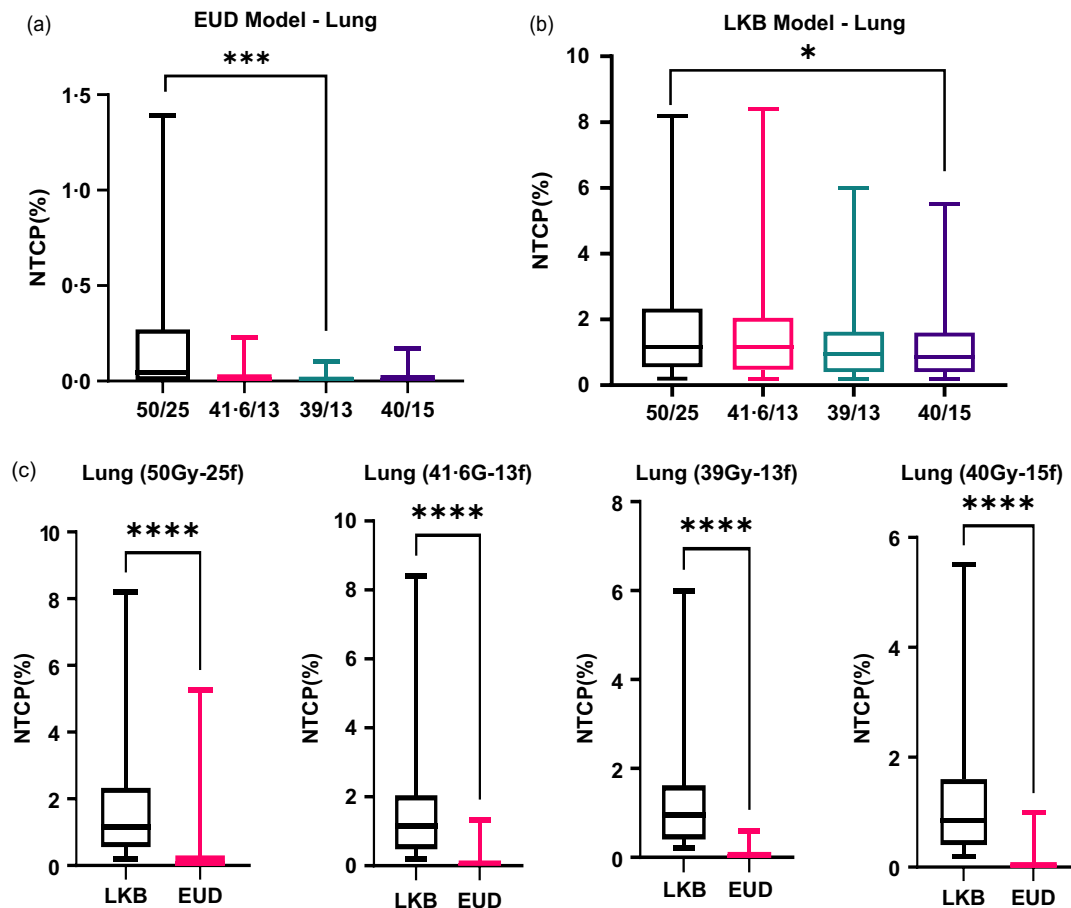 (a)
EUD Model - Lung
***
1·5
1·0
0·5
0·0
NTCP(%)
50/25 41·6/13 39/13 40/15
(b)
LKB Model - Lung
*
10
8
6
4
2
0
NTCP(%)
50/25 41·6/13 39/13 40/15
(c)
Lung (50Gy-25f)
****
10
8
6
4
2
0
NTCP(%)
LKB EUD
Lung (41·6G-13f)
****
10
8
6
4
2
0
NTCP(%)
LKB EUD
Lung (39Gy-13f)
****
8
6
4
2
0
NTCP(%)
LKB EUD
Lung (40Gy-15f)
****
6
4
2
0
NTCP(%)
LKB EUD